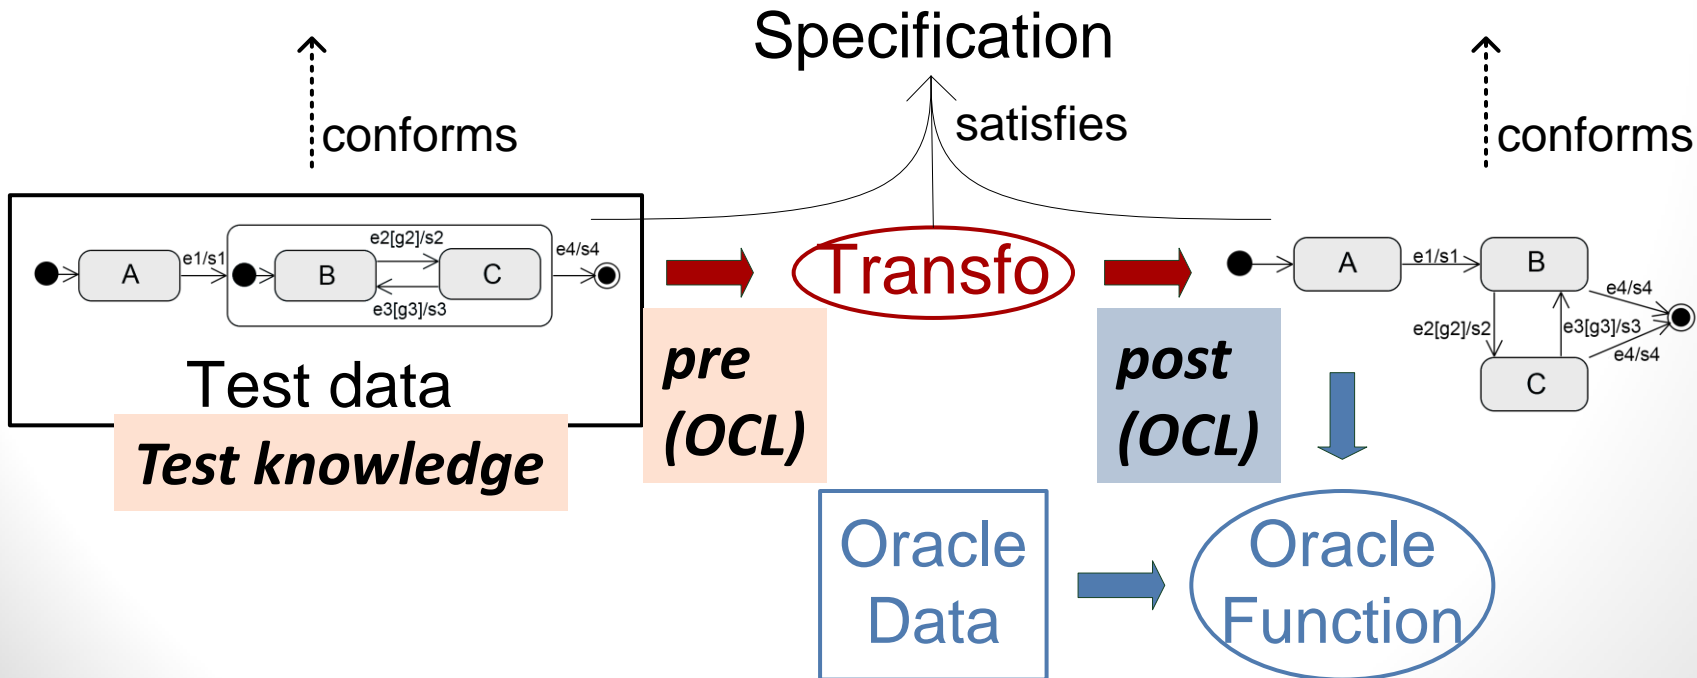 Specification
conforms
satisfies
conforms
A
e1/s1
B
e2[g2]/s2
e3[g3]/s3
C
e4/s4
Test data
Test knowledge
pre
(OCL)
Transfo
post
(OCL)
A
e1/s1
B
e2[g2]/s2
e3[g3]/s3
e4/s4
e4/s4
C
Oracle
Data
Oracle
Function